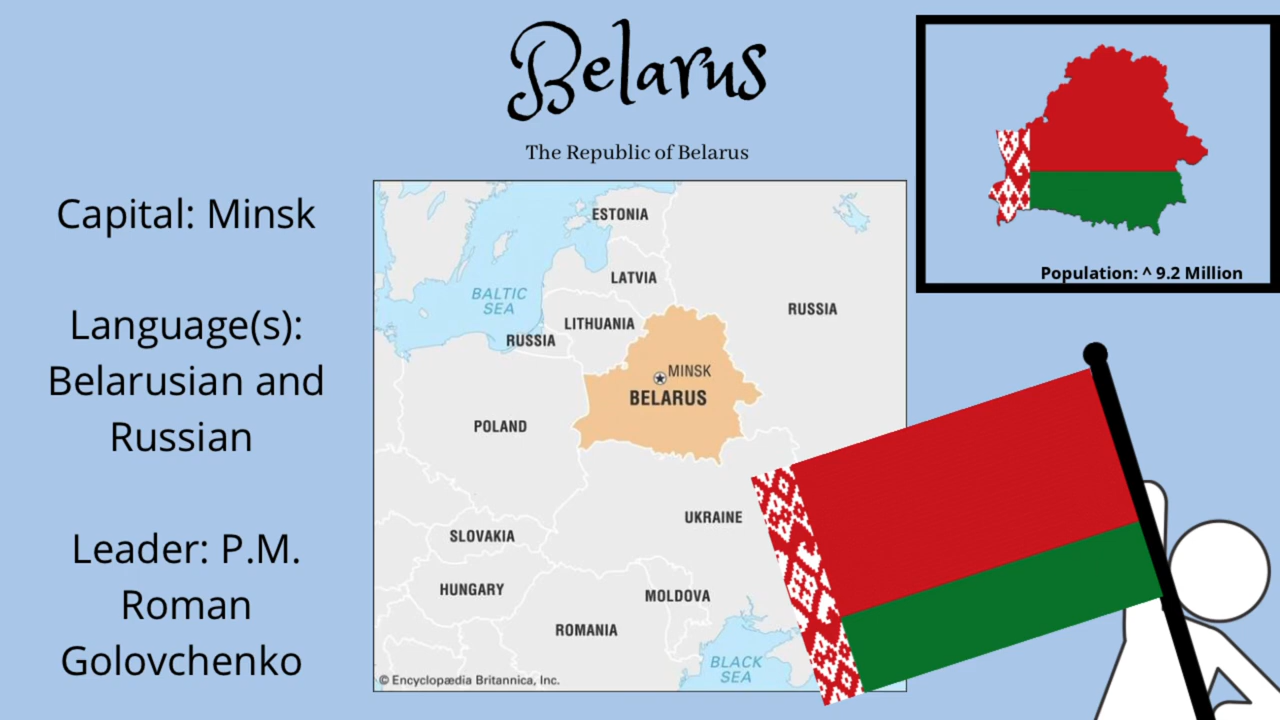 Belarus
The Republic of Belarus
Capital: Minsk
Language(s):
Belarusian and
Russian
Leader: P.M.
Roman
Golovchenko
ESTONIA
LATVIA
BALTIC
SEA
LITHUANIA
RUSSIA
RUSSIA
MINSK
BELARUS
POLAND
UKRAINE
SLOVAKIA
HUNGARY
MOLDOVA
ROMANIA
BLACK
SEA
© Encyclopædia Britannica, Inc.
Population: ^ 9.2 Million